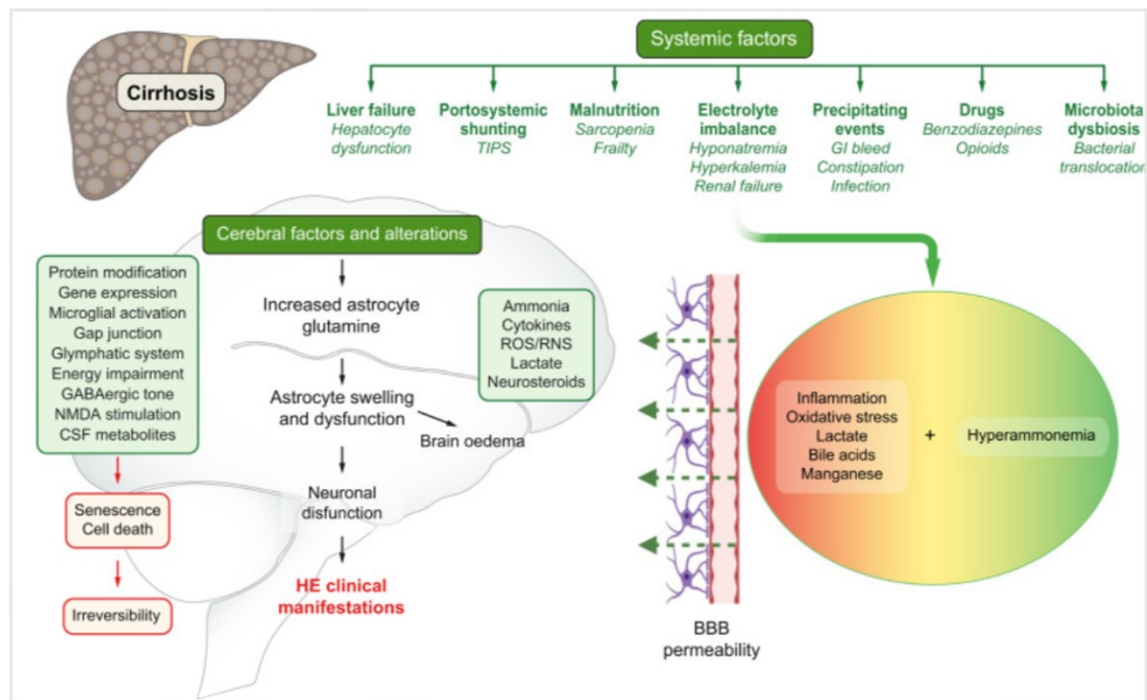 Cirrhosis
Systemic factors
Liver failure
Hepatocyte
dysfunction
Portosystemic
shunting
TIPS
Malnutrition
Sarcopenia
Frailty
Electrolyte
imbalance
Hyponatremia
Hyperkalemia
Renal failure
Precipitating
events
GI bleed
Constipation
Infection
Drugs
Benzodiazepines
Opioids
Microbiota
dysbiosis
Bacterial
translocation
Cerebral factors and alterations
Protein modification
Gene expression
Microglial activation
Gap junction
Glymphatic system
Energy impairment
GABAergic tone
NMDA stimulation
CSF metabolites
Senescence
Cell death
Irreversibility
Increased astrocyte
glutamine
Astrocyte swelling
and dysfunction
Brain oedema
Neuronal
disfunction
HE clinical
manifestations
Ammonia
Cytokines
ROS/RNS
Lactate
Neurosteroids
BBB
permeability
Inflammation
Oxidative stress
Lactate
Bile acids
Manganese
+
Hyperammonemia